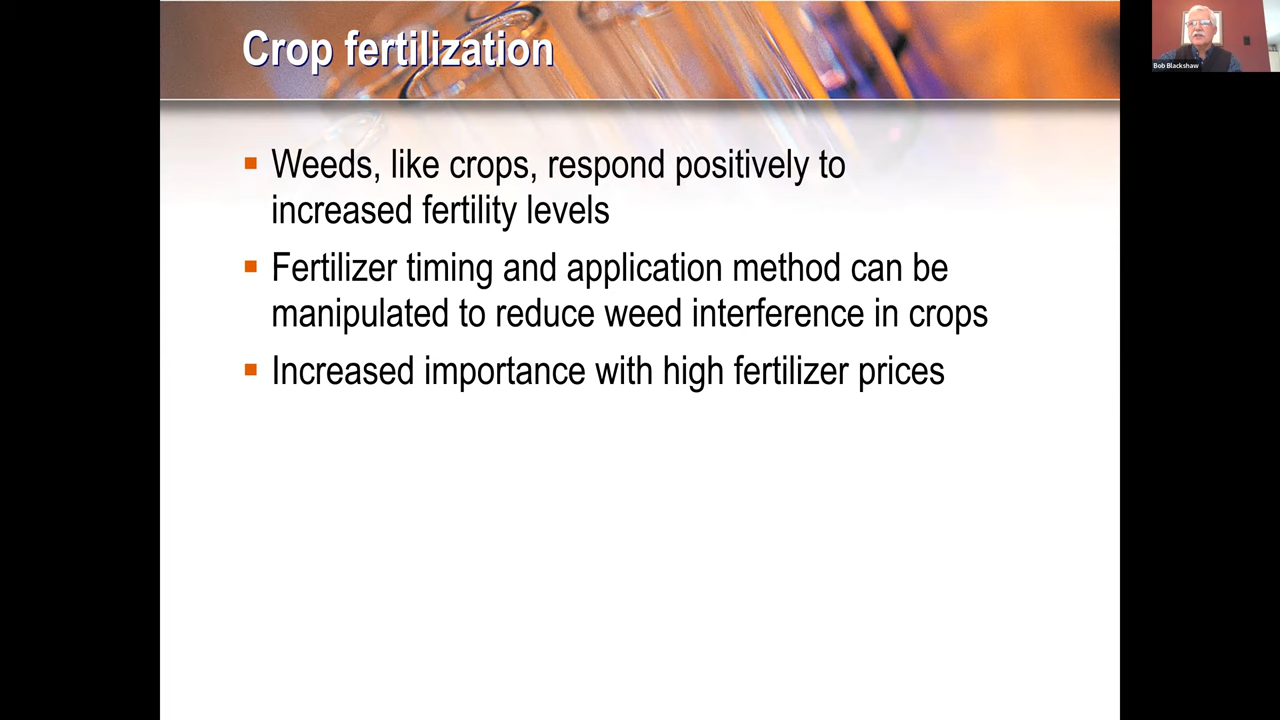 Crop fertilization
Bob Blackshaw
▪ Weeds, like crops, respond positively to
increased fertility levels
▪ Fertilizer timing and application method can be
manipulated to reduce weed interference in crops
▪ Increased importance with high fertilizer prices